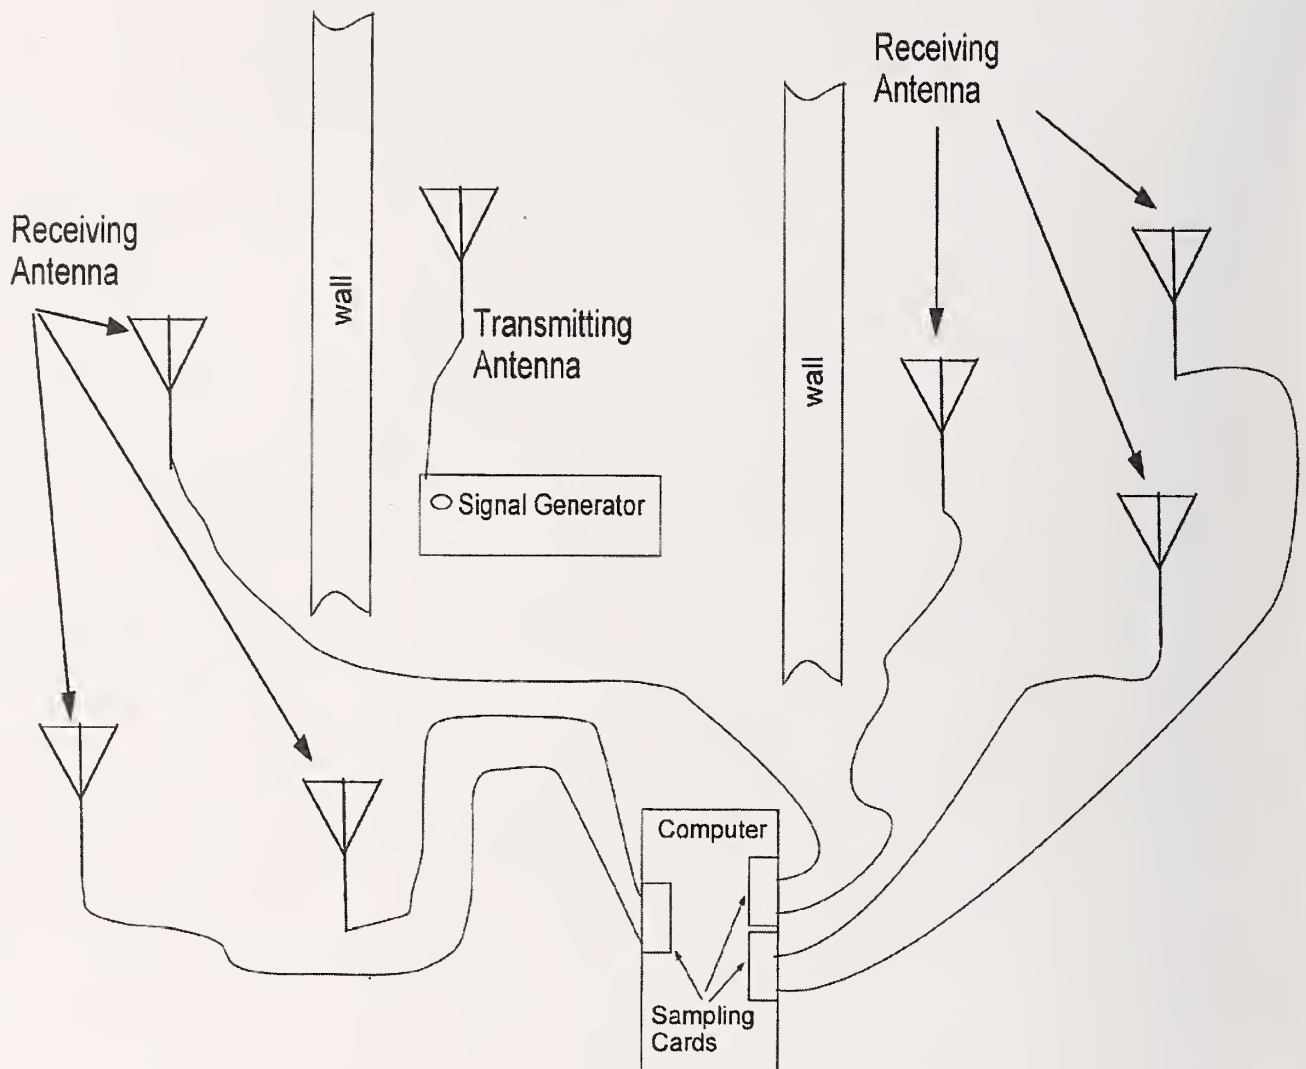 Receiving
Antenna
Receiving
Antenna
wall
Transmitting
Antenna
wall
Signal Generator
Computer
Sampling
Cards